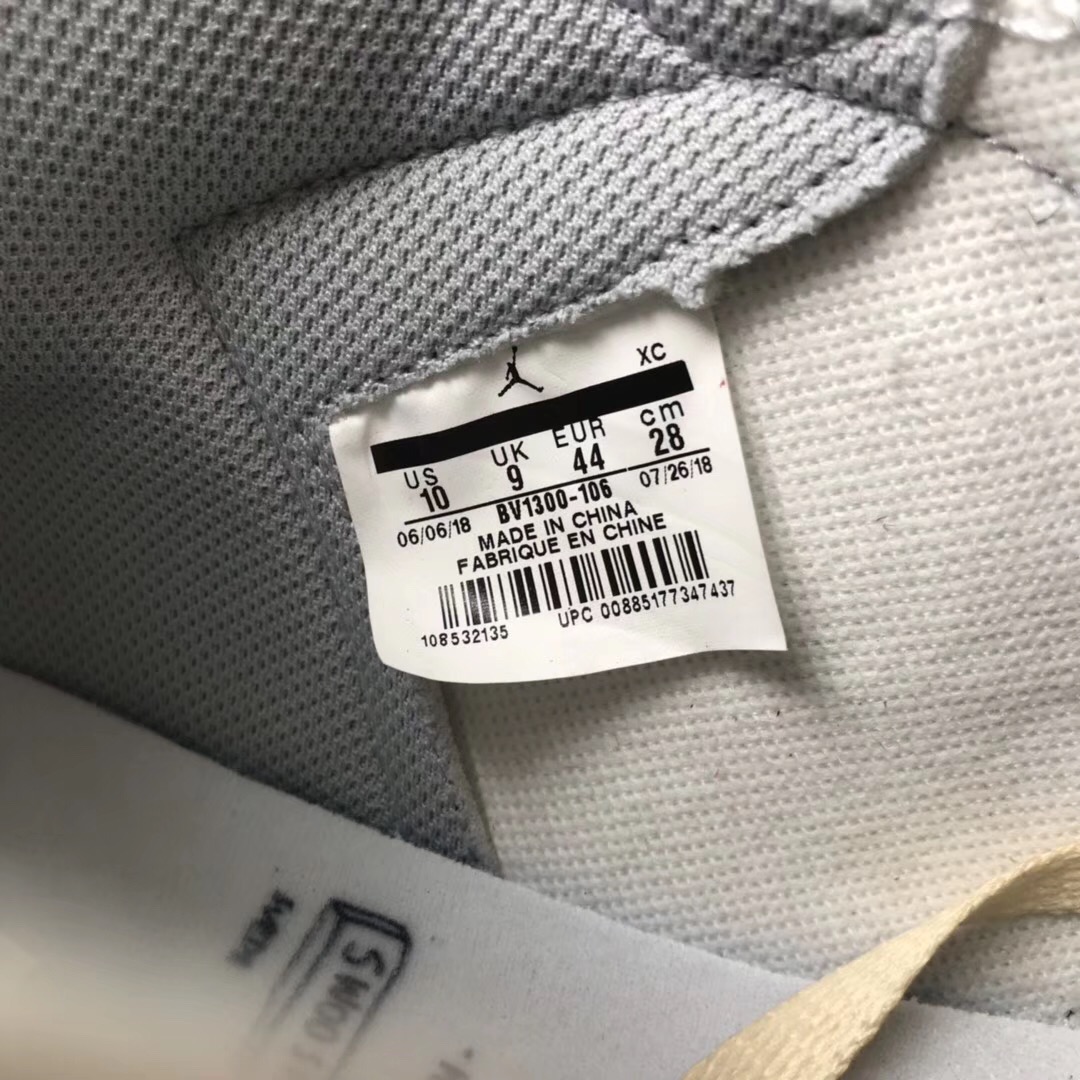 XC
US UK EUR cm
10 9 44 28
06/06/18 BV1300-106 07/26/18
MADE IN CHINA
FABRIQUE EN CHINE
108532135 UPC 00885177347437
SWOO